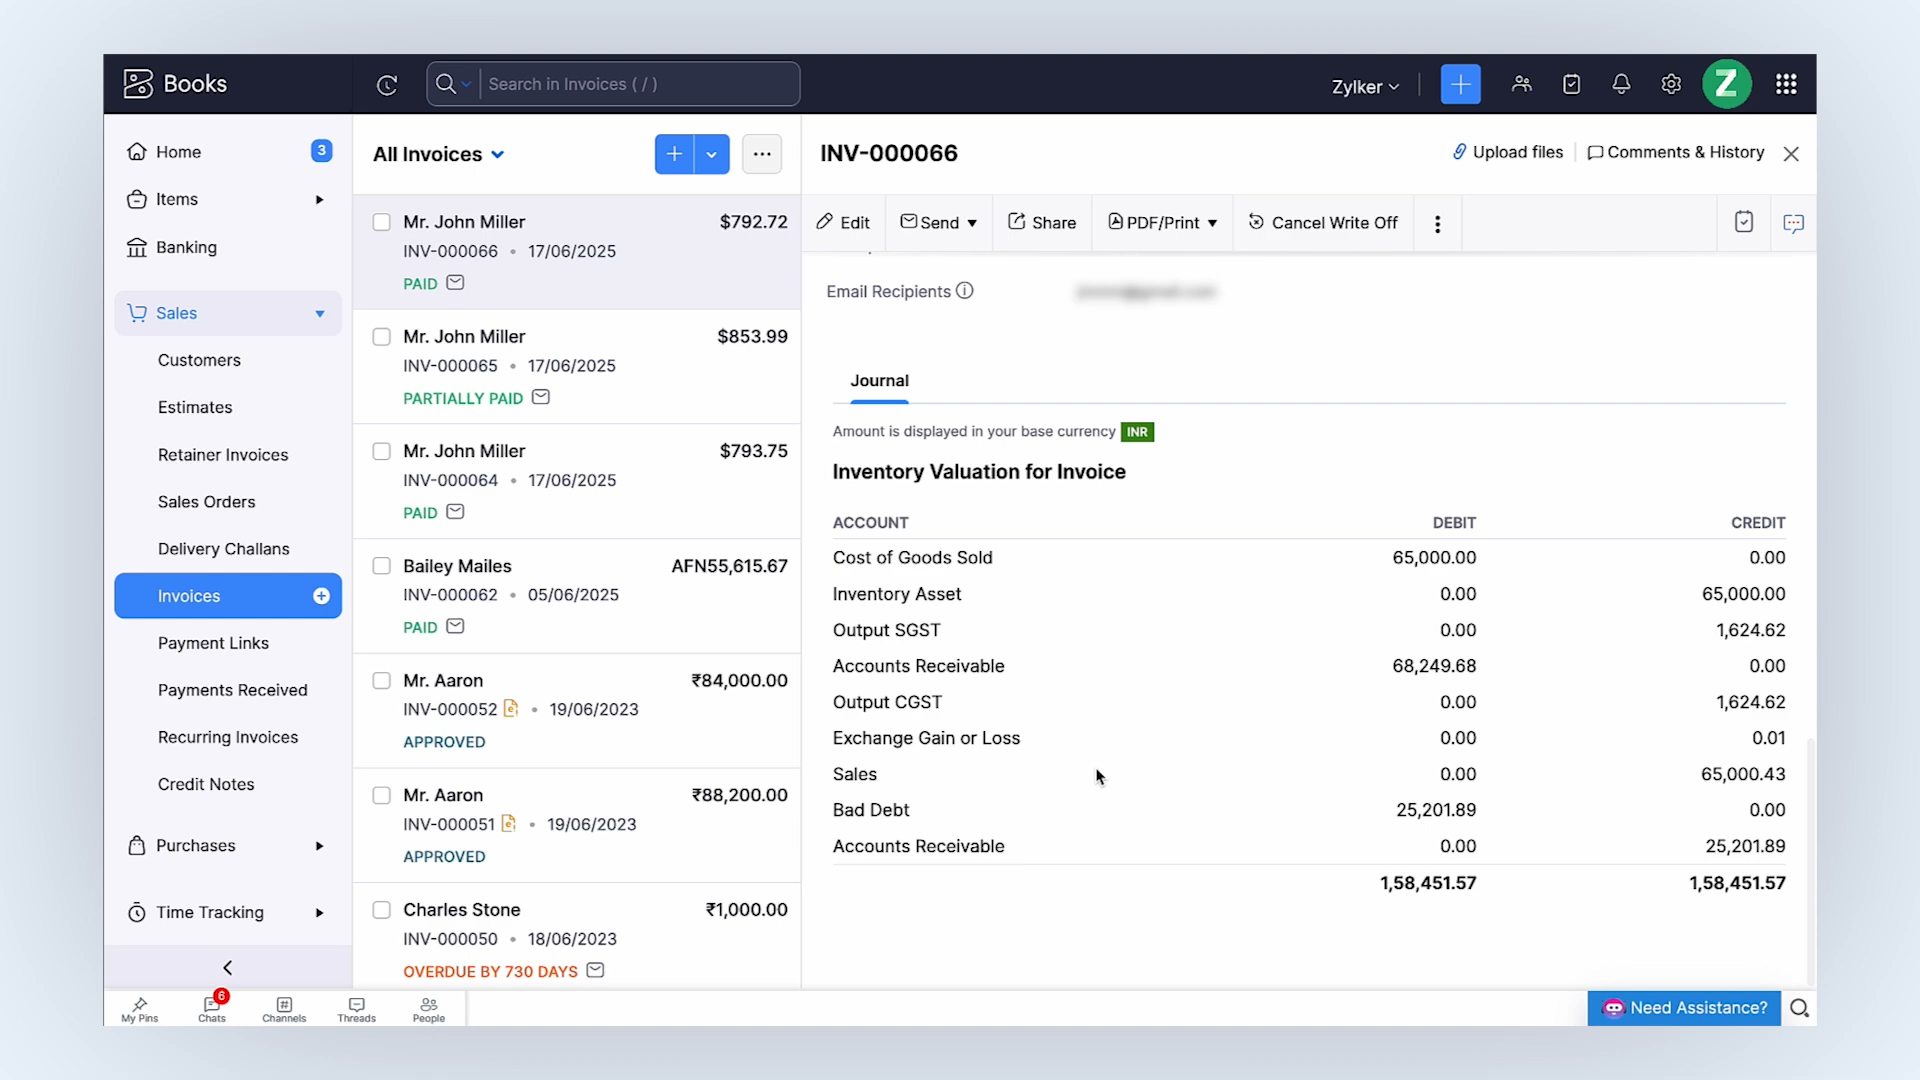 Books
Search in Invoices ( / )
Zylker
Z
Home
3
Items
Banking
Sales
Customers
Estimates
Retainer Invoices
Sales Orders
Delivery Challans
Invoices
Payment Links
Payments Received
Recurring Invoices
Credit Notes
Purchases
Time Tracking
All Invoices
Mr. John Miller $792.72
INV-000066 • 17/06/2025
PAID
Mr. John Miller $853.99
INV-000065 • 17/06/2025
PARTIALLY PAID
Mr. John Miller $793.75
INV-000064 • 17/06/2025
PAID
Bailey Mailes AFN55,615.67
INV-000062 • 05/06/2025
PAID
Mr. Aaron ₹84,000.00
INV-000052 • 19/06/2023
APPROVED
Mr. Aaron ₹88,200.00
INV-000051 • 19/06/2023
APPROVED
Charles Stone ₹1,000.00
INV-000050 • 18/06/2023
OVERDUE BY 730 DAYS
INV-000066
Upload files
Comments & History
Edit Send Share PDF/Print Cancel Write Off
Email Recipients
Journal
Amount is displayed in your base currency INR
Inventory Valuation for Invoice
ACCOUNT DEBIT CREDIT
Cost of Goods Sold 65,000.00 0.00
Inventory Asset 0.00 65,000.00
Output SGST 0.00 1,624.62
Accounts Receivable 68,249.68 0.00
Output CGST 0.00 1,624.62
Exchange Gain or Loss 0.00 0.01
Sales 0.00 65,000.43
Bad Debt 25,201.89 0.00
Accounts Receivable 0.00 25,201.89
1,58,451.57 1,58,451.57
My Pins
6
Chats
Channels
Threads
People
Need Assistance?